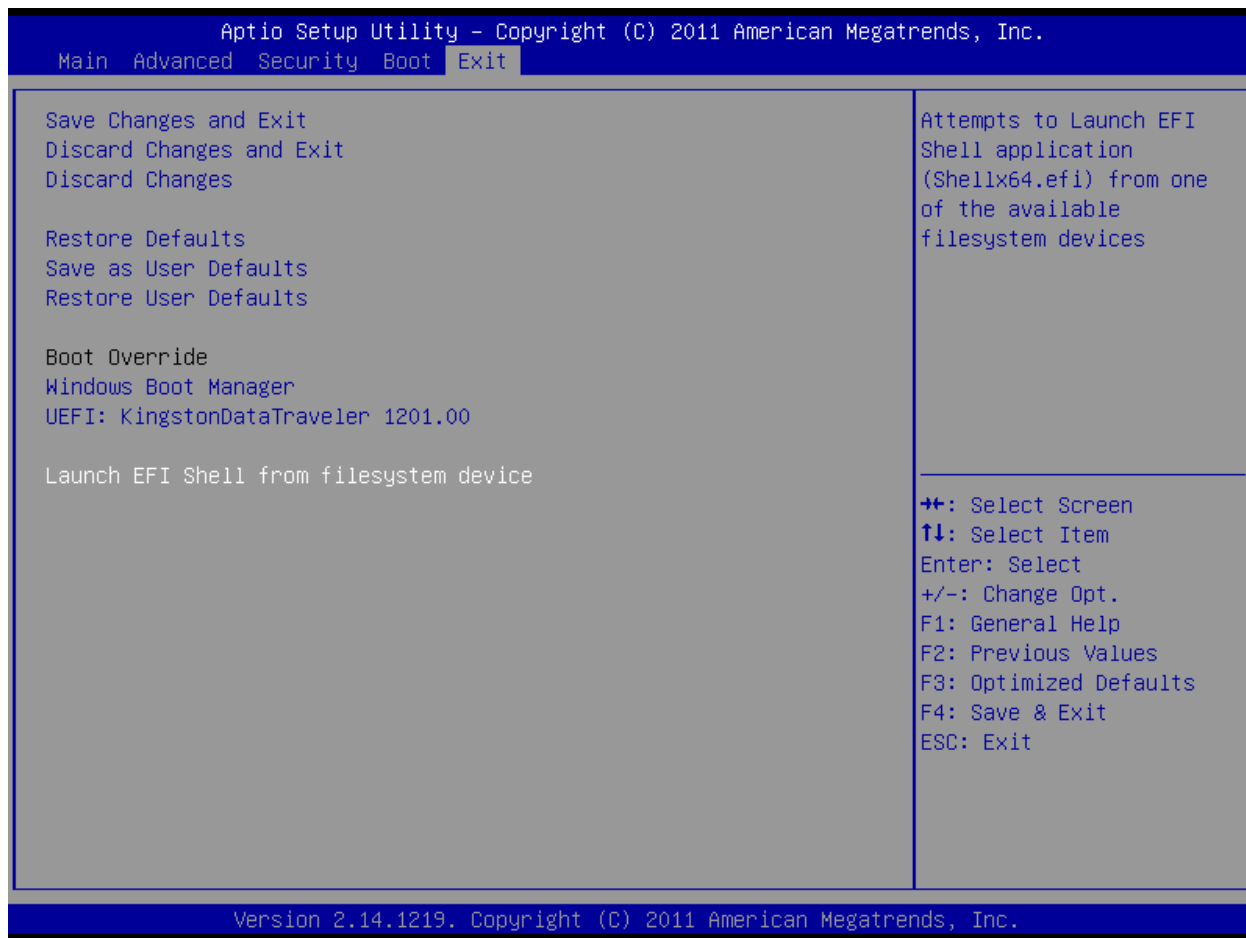 Aptio Setup Utility – Copyright (C) 2011 American Megatrends, Inc.
Main Advanced Security Boot Exit
Save Changes and Exit
Discard Changes and Exit
Discard Changes
Restore Defaults
Save as User Defaults
Restore User Defaults
Boot Override
Windows Boot Manager
UEFI: KingstonDataTraveler 1201.00
Launch EFI Shell from filesystem device
Attempts to Launch EFI
Shell application
(Shellx64.efi) from one
of the available
filesystem devices
→←: Select Screen
↑↓: Select Item
Enter: Select
+/-: Change Opt.
F1: General Help
F2: Previous Values
F3: Optimized Defaults
F4: Save & Exit
ESC: Exit
Version 2.14.1219. Copyright (C) 2011 American Megatrends, Inc.